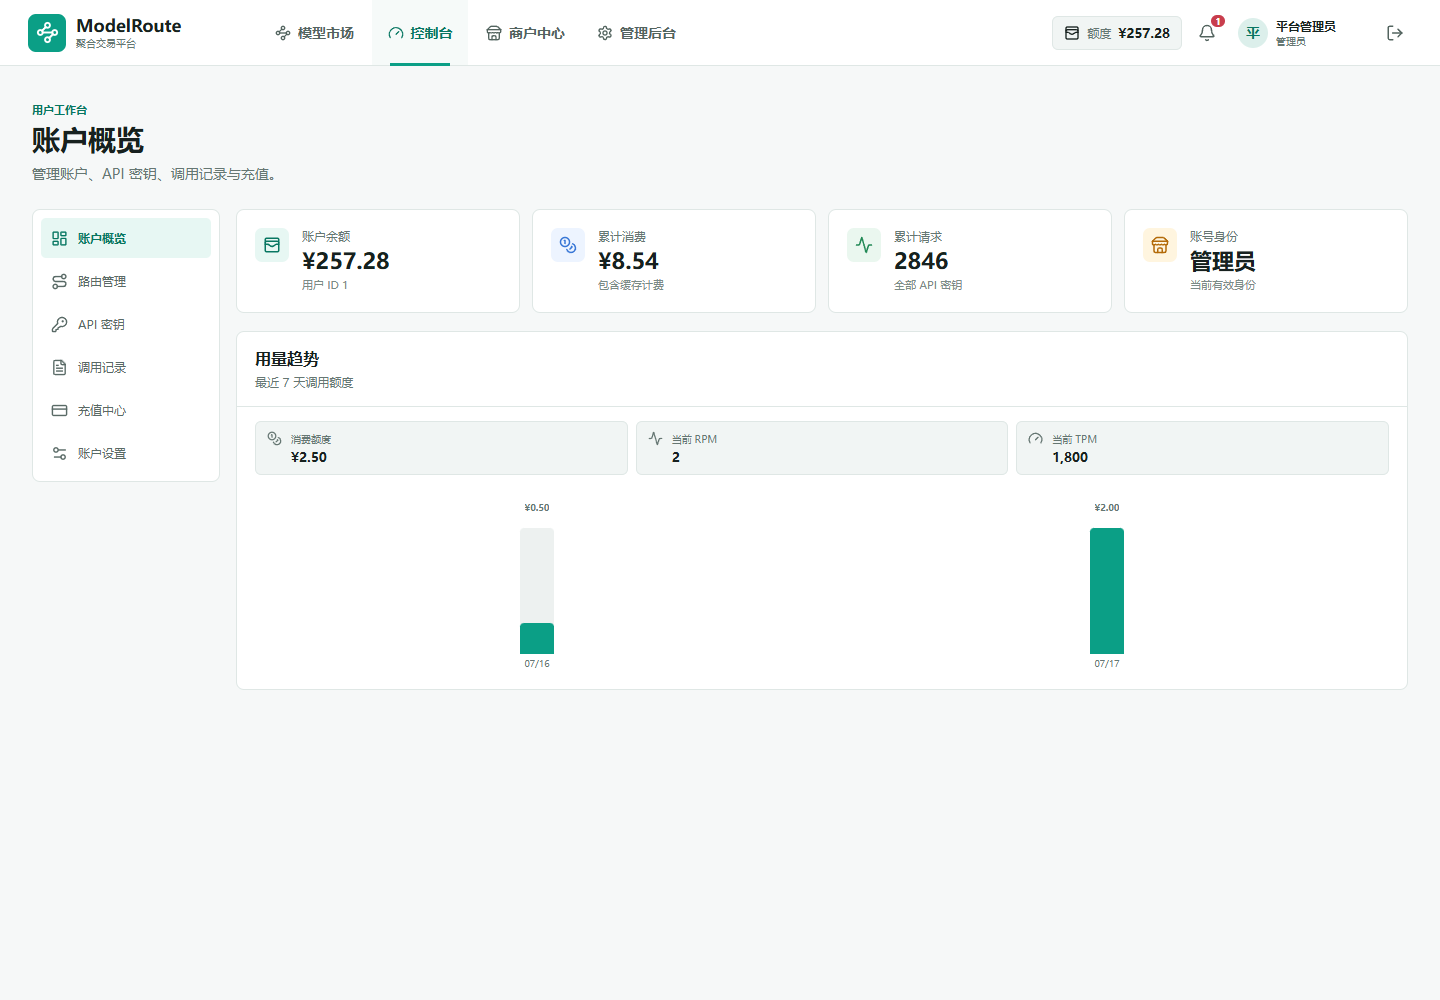 ModelRoute
聚合交易平台
模型市场
控制台
商户中心
管理后台
额度 ¥257.28
1
平
平台管理员
管理员
用户工作台
账户概览
管理账户、API 密钥、调用记录与充值。
账户概览
路由管理
API 密钥
调用记录
充值中心
账户设置
账户余额
¥257.28
用户 ID 1
累计消费
¥8.54
包含缓存计费
累计请求
2846
全部 API 密钥
账号身份
管理员
当前有效身份
用量趋势
最近 7 天调用额度
消费额度
¥2.50
当前 RPM
2
当前 TPM
1,800
¥0.50
07/16
¥2.00
07/17